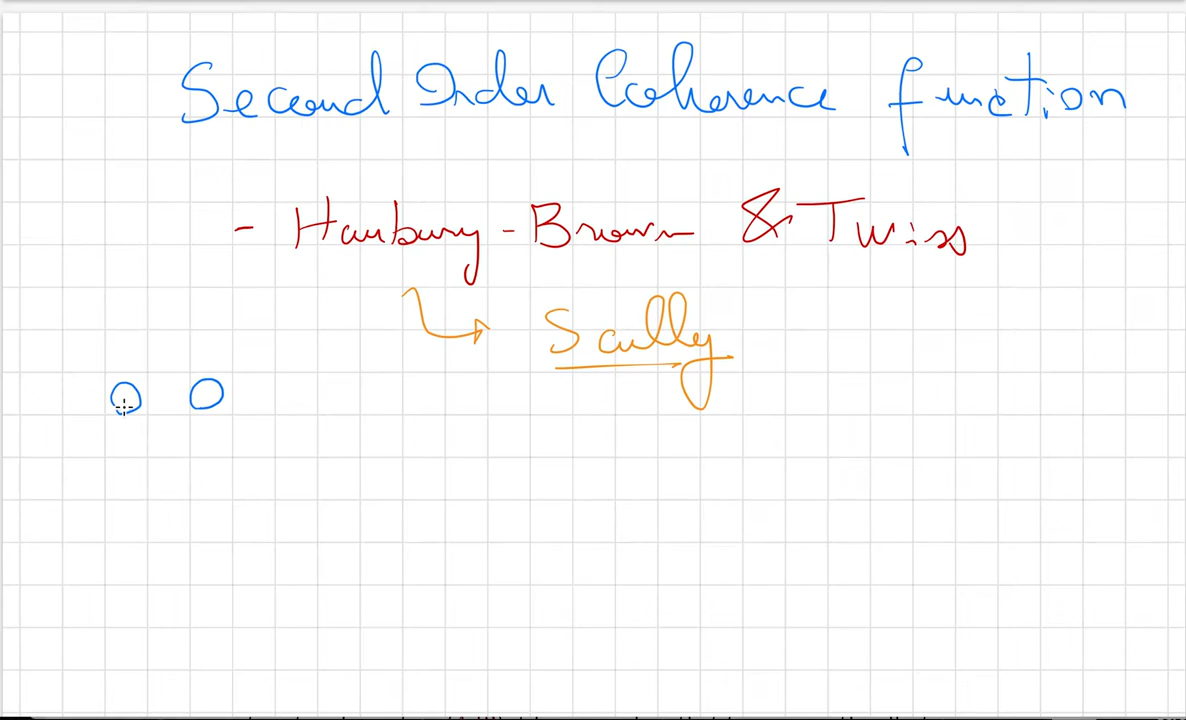 Second Order Coherence function
- Hanbury-Brown & Twiss
Scully